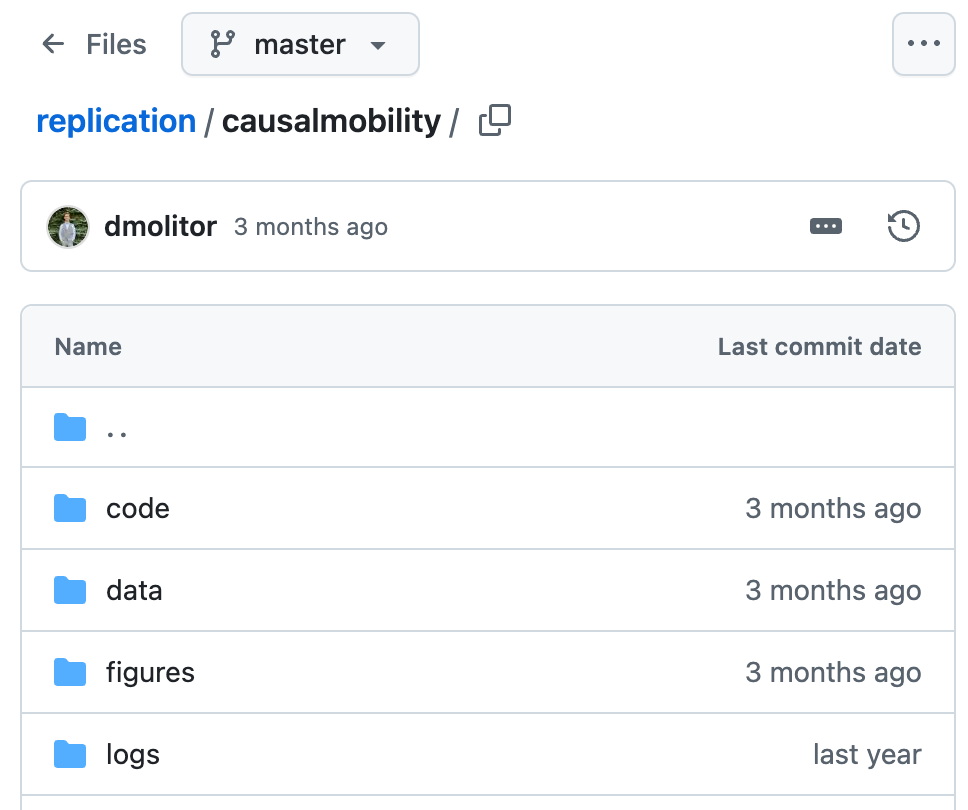 Files master
replication / causalmobility /
dmolitor 3 months ago
Name Last commit date
..
code 3 months ago
data 3 months ago
figures 3 months ago
logs last year